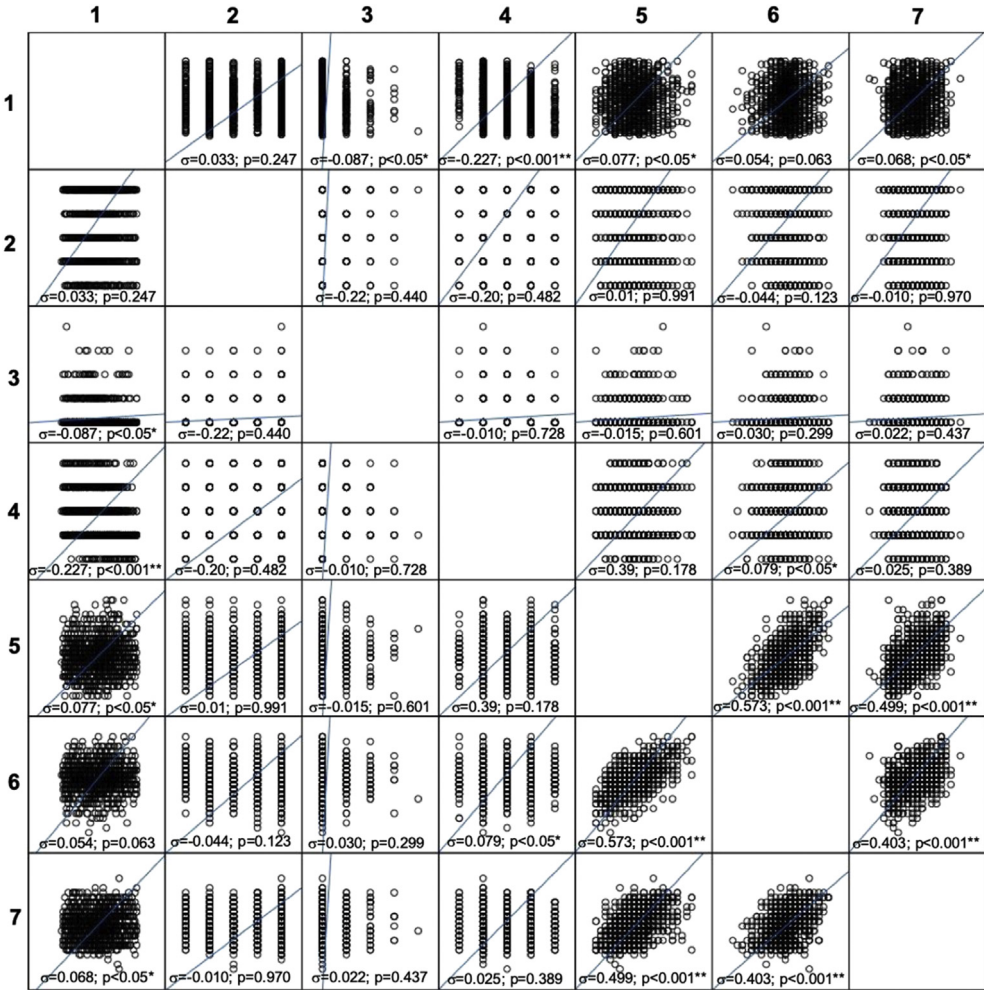 1 2 3 4 5 6 7
1
σ=0.033; p=0.247 σ=-0.087; p<0.05* σ=-0.227; p<0.001** σ=0.077; p<0.05* σ=0.054; p=0.063 σ=0.068; p<0.05*
2
σ=0.033; p=0.247 σ=-0.22; p=0.440 σ=-0.20; p=0.482 σ=0.01; p=0.991 σ=-0.044; p=0.123 σ=-0.010; p=0.970
3
σ=-0.087; p<0.05* σ=-0.22; p=0.440 σ=-0.010; p=0.728 σ=-0.015; p=0.601 σ=0.030; p=0.299 σ=0.022; p=0.437
4
σ=-0.227; p<0.001** σ=-0.20; p=0.482 σ=-0.010; p=0.728 σ=0.39; p=0.178 σ=0.079; p<0.05* σ=0.025; p=0.389
5
σ=0.077; p<0.05* σ=0.01; p=0.991 σ=-0.015; p=0.601 σ=0.39; p=0.178 σ=0.573; p<0.001** σ=0.499; p<0.001**
6
σ=0.054; p=0.063 σ=-0.044; p=0.123 σ=0.030; p=0.299 σ=0.079; p<0.05* σ=0.573; p<0.001** σ=0.403; p<0.001**
7
σ=0.068; p<0.05* σ=-0.010; p=0.970 σ=0.022; p=0.437 σ=0.025; p=0.389 σ=0.499; p<0.001** σ=0.403; p<0.001**